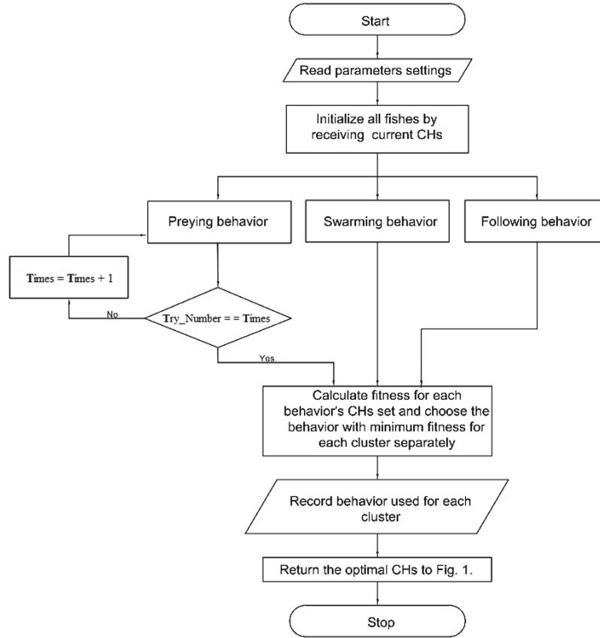 Start
Read parameters settings
Initialize all fishes by
receiving current CHs
Preying behavior
Swarming behavior
Following behavior
Times = Times + 1
Try_Number = = Times
No
Yes
Calculate fitness for each
behavior's CHs set and choose the
behavior with minimum fitness for
each cluster separately
Record behavior used for each
cluster
Return the optimal CHs to Fig. 1.
Stop